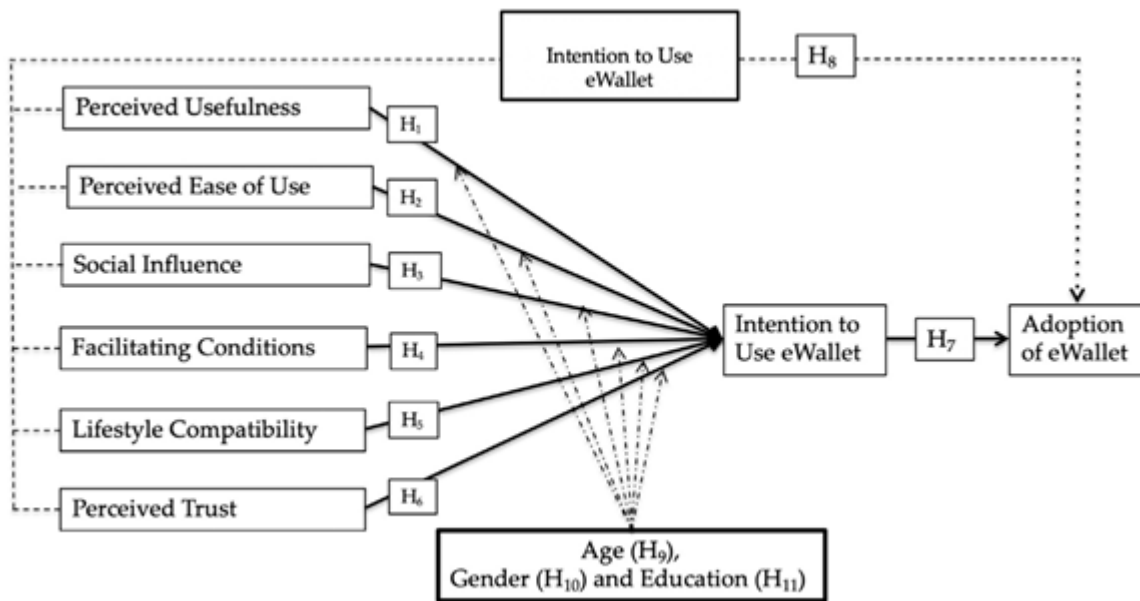 Intention to Use
eWallet
H₈
Perceived Usefulness
H₁
Perceived Ease of Use
H₂
Social Influence
H₃
Facilitating Conditions
H₄
Lifestyle Compatibility
H₅
Perceived Trust
H₆
Intention to
Use eWallet
H₇
Adoption
of eWallet
Age (H₉),
Gender (H₁₀) and Education (H₁₁)